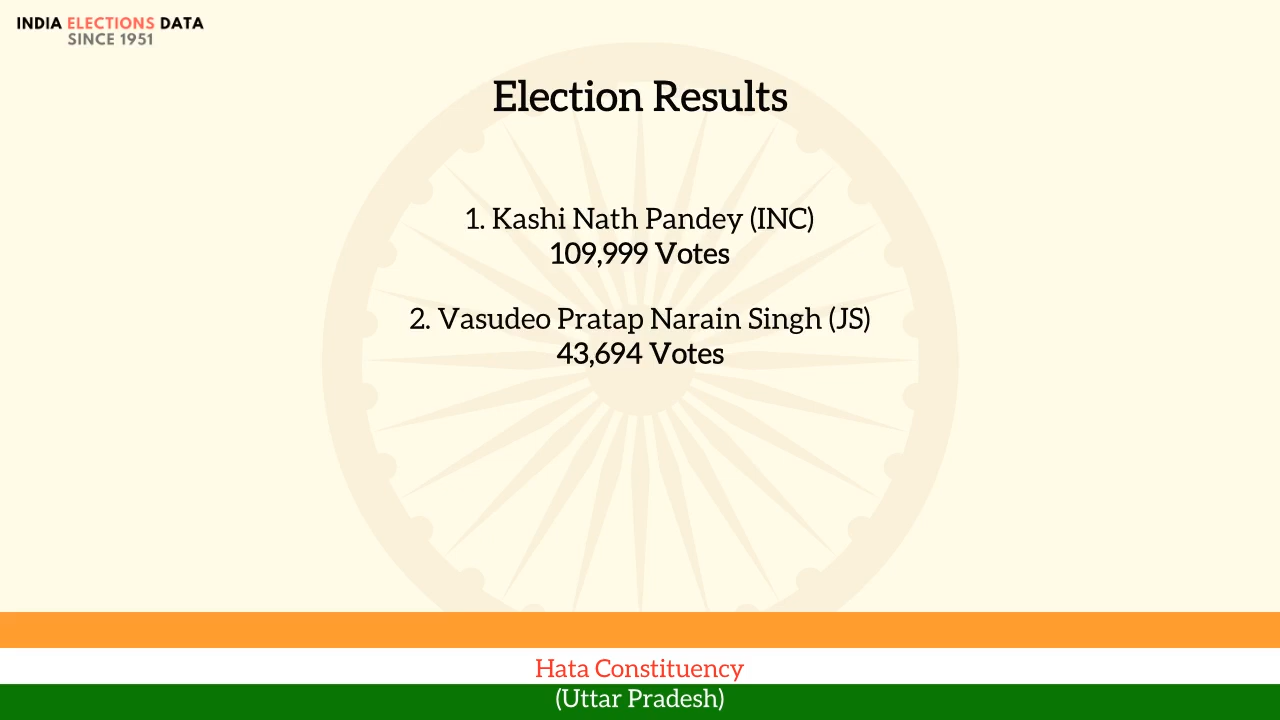 INDIA ELECTIONS DATA
SINCE 1951
Election Results
1. Kashi Nath Pandey (INC)
109,999 Votes
2. Vasudeo Pratap Narain Singh (JS)
43,694 Votes
Hata Constituency
(Uttar Pradesh)